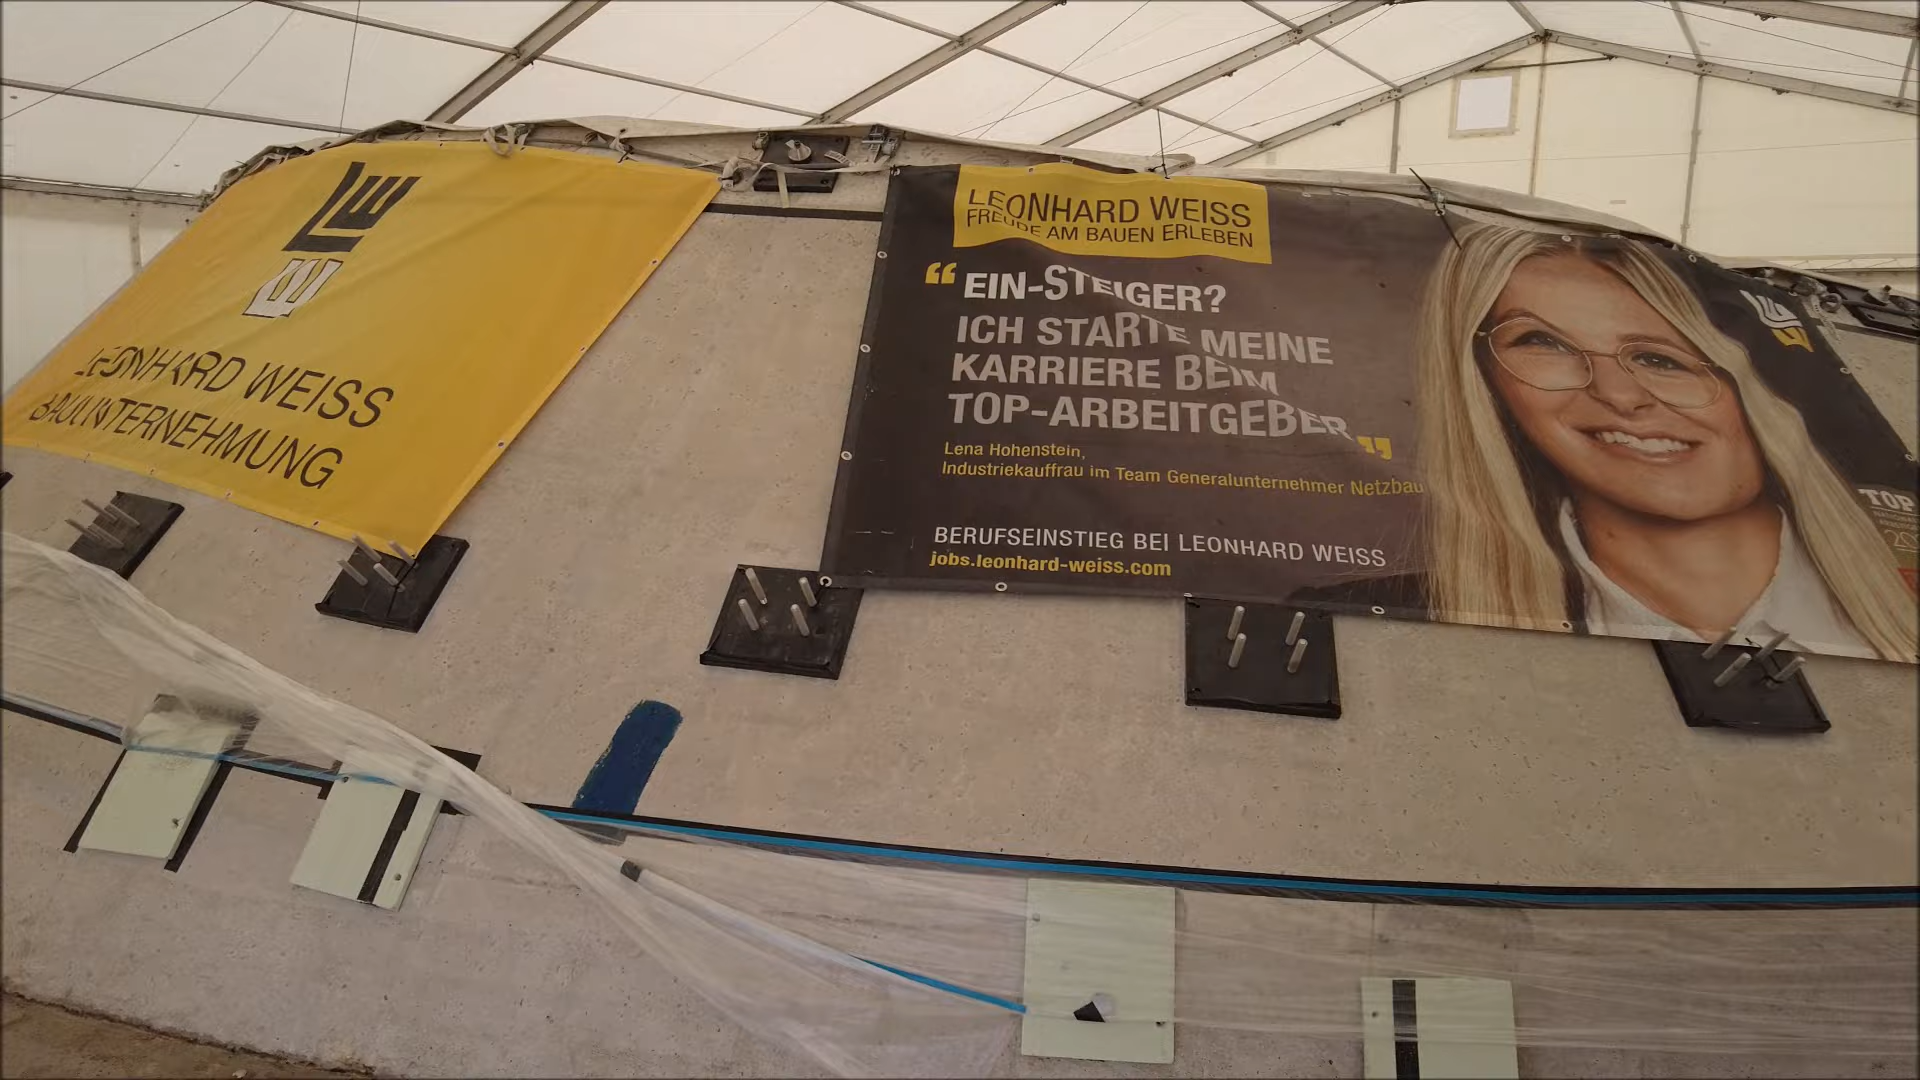 LEONHARD WEISS
BAUUNTERNEHMUNG
LEONHARD WEISS
FREUDE AM BAUEN ERLEBEN
“EIN-STEIGER?
ICH STARTE MEINE
KARRIERE BEIM
TOP-ARBEITGEBER„
Lena Hohenstein,
Industriekauffrau im Team Generalunternehmer Netzbau
BERUFSEINSTIEG BEI LEONHARD WEISS
jobs.leonhard-weiss.com
TOP